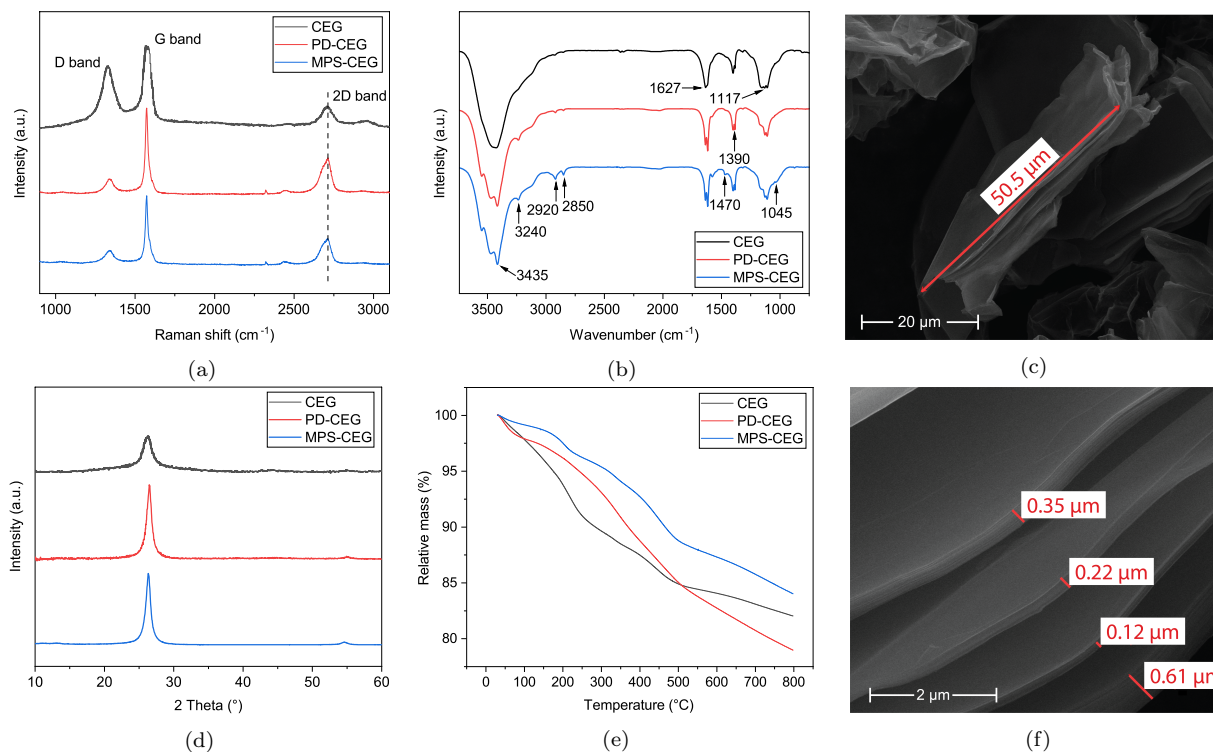 CEG
PD-CEG
MPS-CEG
G band
D band
2D band
Intensity (a.u.)
1000 1500 2000 2500 3000
Raman shift (cm⁻¹)
(a)
1627
1117
1390
2920
2850
1470
1045
3240
3435
CEG
PD-CEG
MPS-CEG
Intensity (a.u.)
3500 3000 2500 2000 1500 1000
Wavenumber (cm⁻¹)
(b)
50.5 µm
20 µm
(c)
CEG
PD-CEG
MPS-CEG
Intensity (a.u.)
10 20 30 40 50 60
2 Theta (°)
(d)
CEG
PD-CEG
MPS-CEG
100
95
90
85
80
Relative mass (%)
0 100 200 300 400 500 600 700 800
Temperature (°C)
(e)
0.35 µm
0.22 µm
0.12 µm
0.61 µm
2 µm
(f)